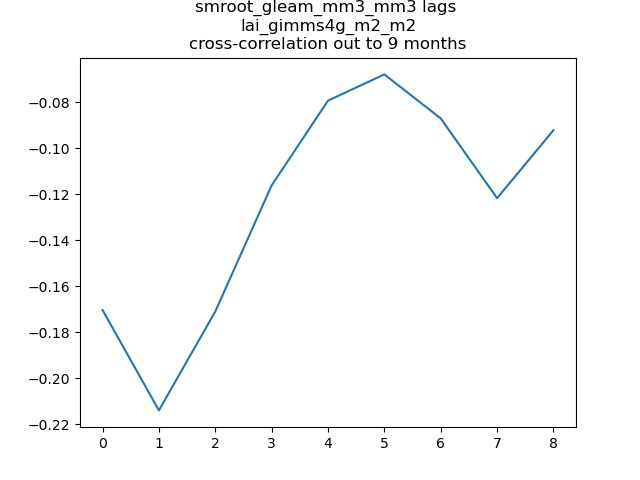 smroot_gleam_mm3_mm3 lags
lai_gimms4g_m2_m2
cross-correlation out to 9 months
−0.08
−0.10
−0.12
−0.14
−0.16
−0.18
−0.20
−0.22
0 1 2 3 4 5 6 7 8